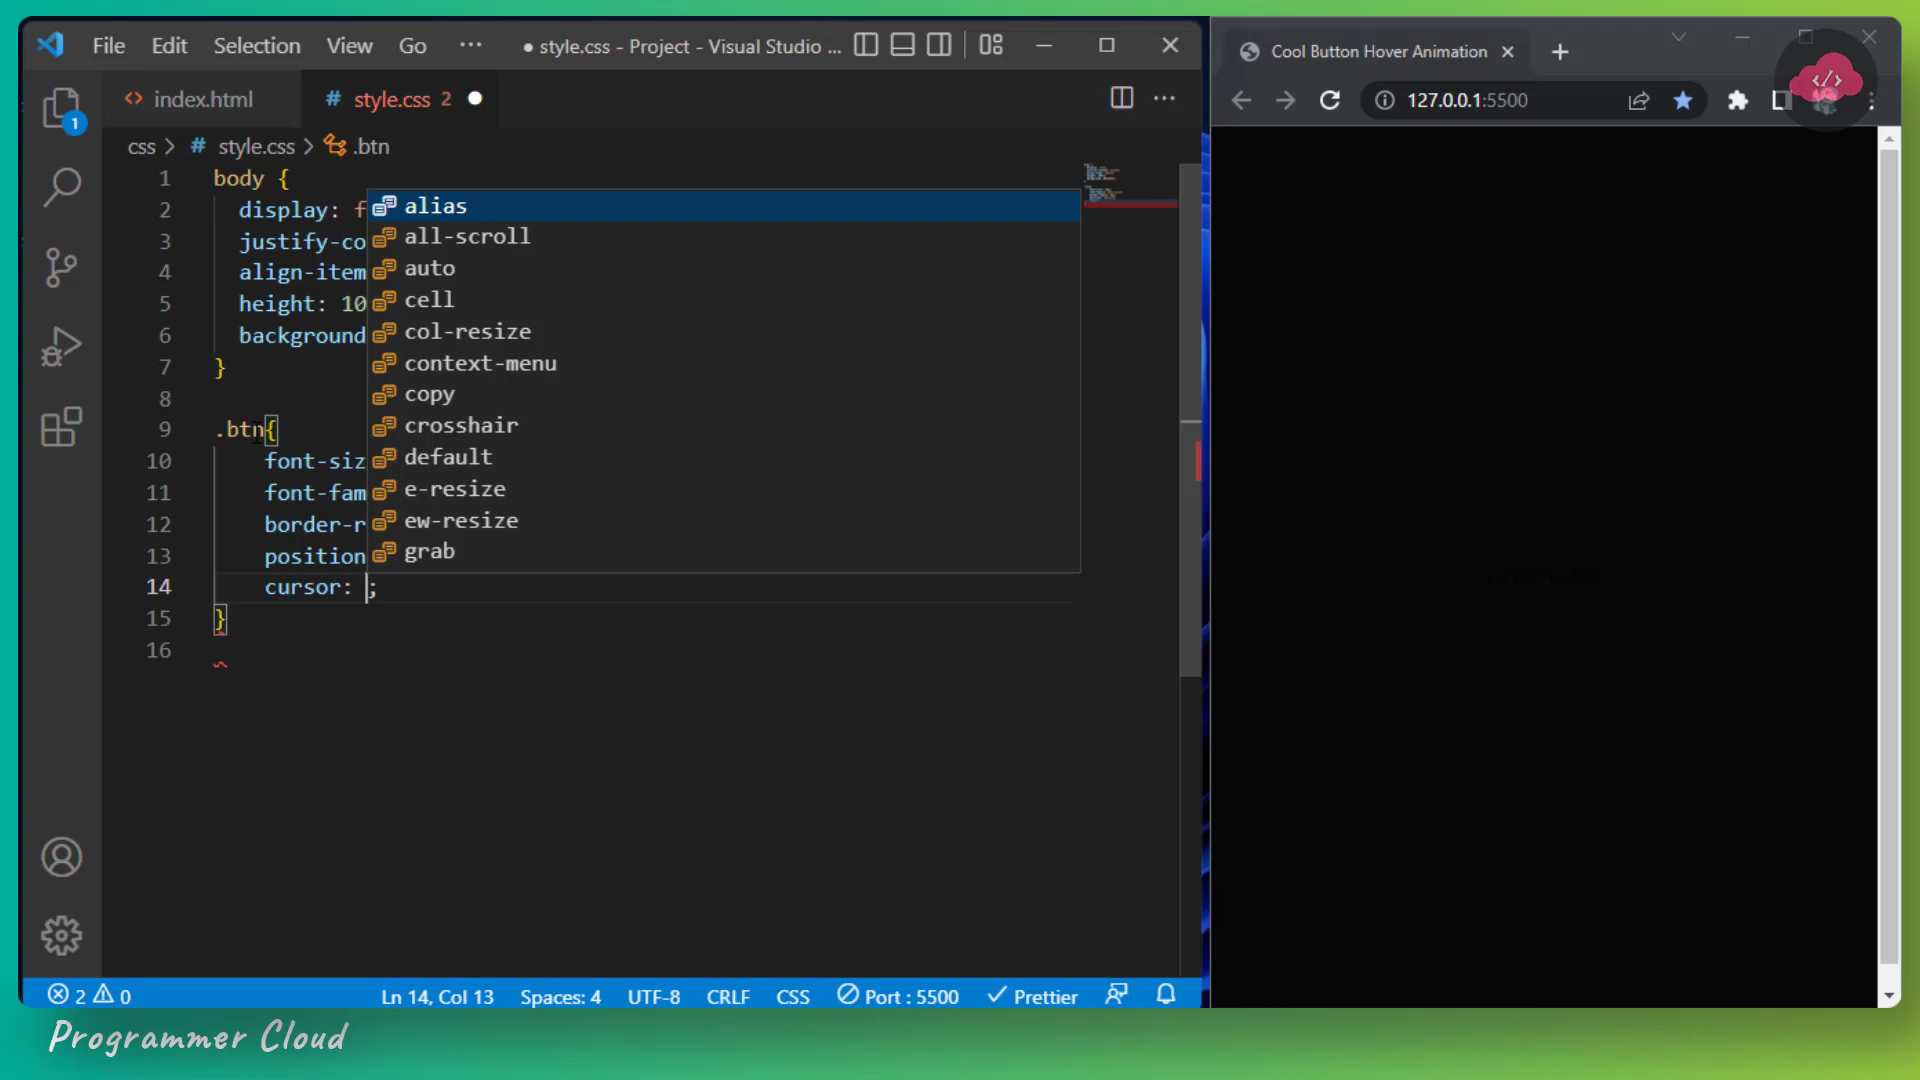 File Edit Selection View Go ··· ● style.css - Project - Visual Studio ...
index.html # style.css 2 ●
css > # style.css > .btn
1 body {
2 display: f
3 justify-co
4 align-item
5 height: 10
6 background
7 }
8
9 .btn{
10 font-siz
11 font-fam
12 border-r
13 position
14 cursor: ;
15 }
16
alias
all-scroll
auto
cell
col-resize
context-menu
copy
crosshair
default
e-resize
ew-resize
grab
1
2 0 Ln 14, Col 13 Spaces: 4 UTF-8 CRLF CSS Port : 5500 Prettier
Cool Button Hover Animation
127.0.0.1:5500
Programmer Cloud